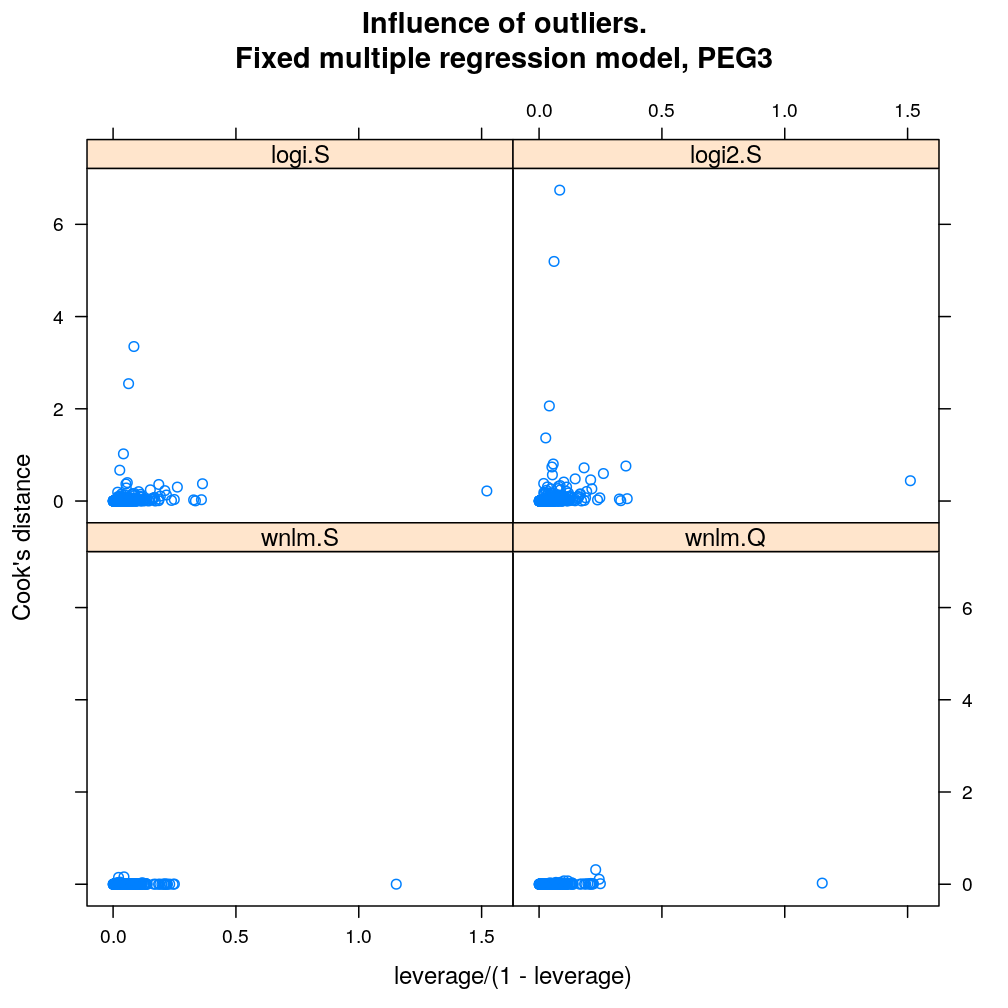 Influence of outliers.
Fixed multiple regression model, PEG3
0.0 0.5 1.0 1.5
logi.S logi2.S
6
4
2
0
Cook's distance
wnlm.S wnlm.Q
6
4
2
0
0.0 0.5 1.0 1.5
leverage/(1 - leverage)